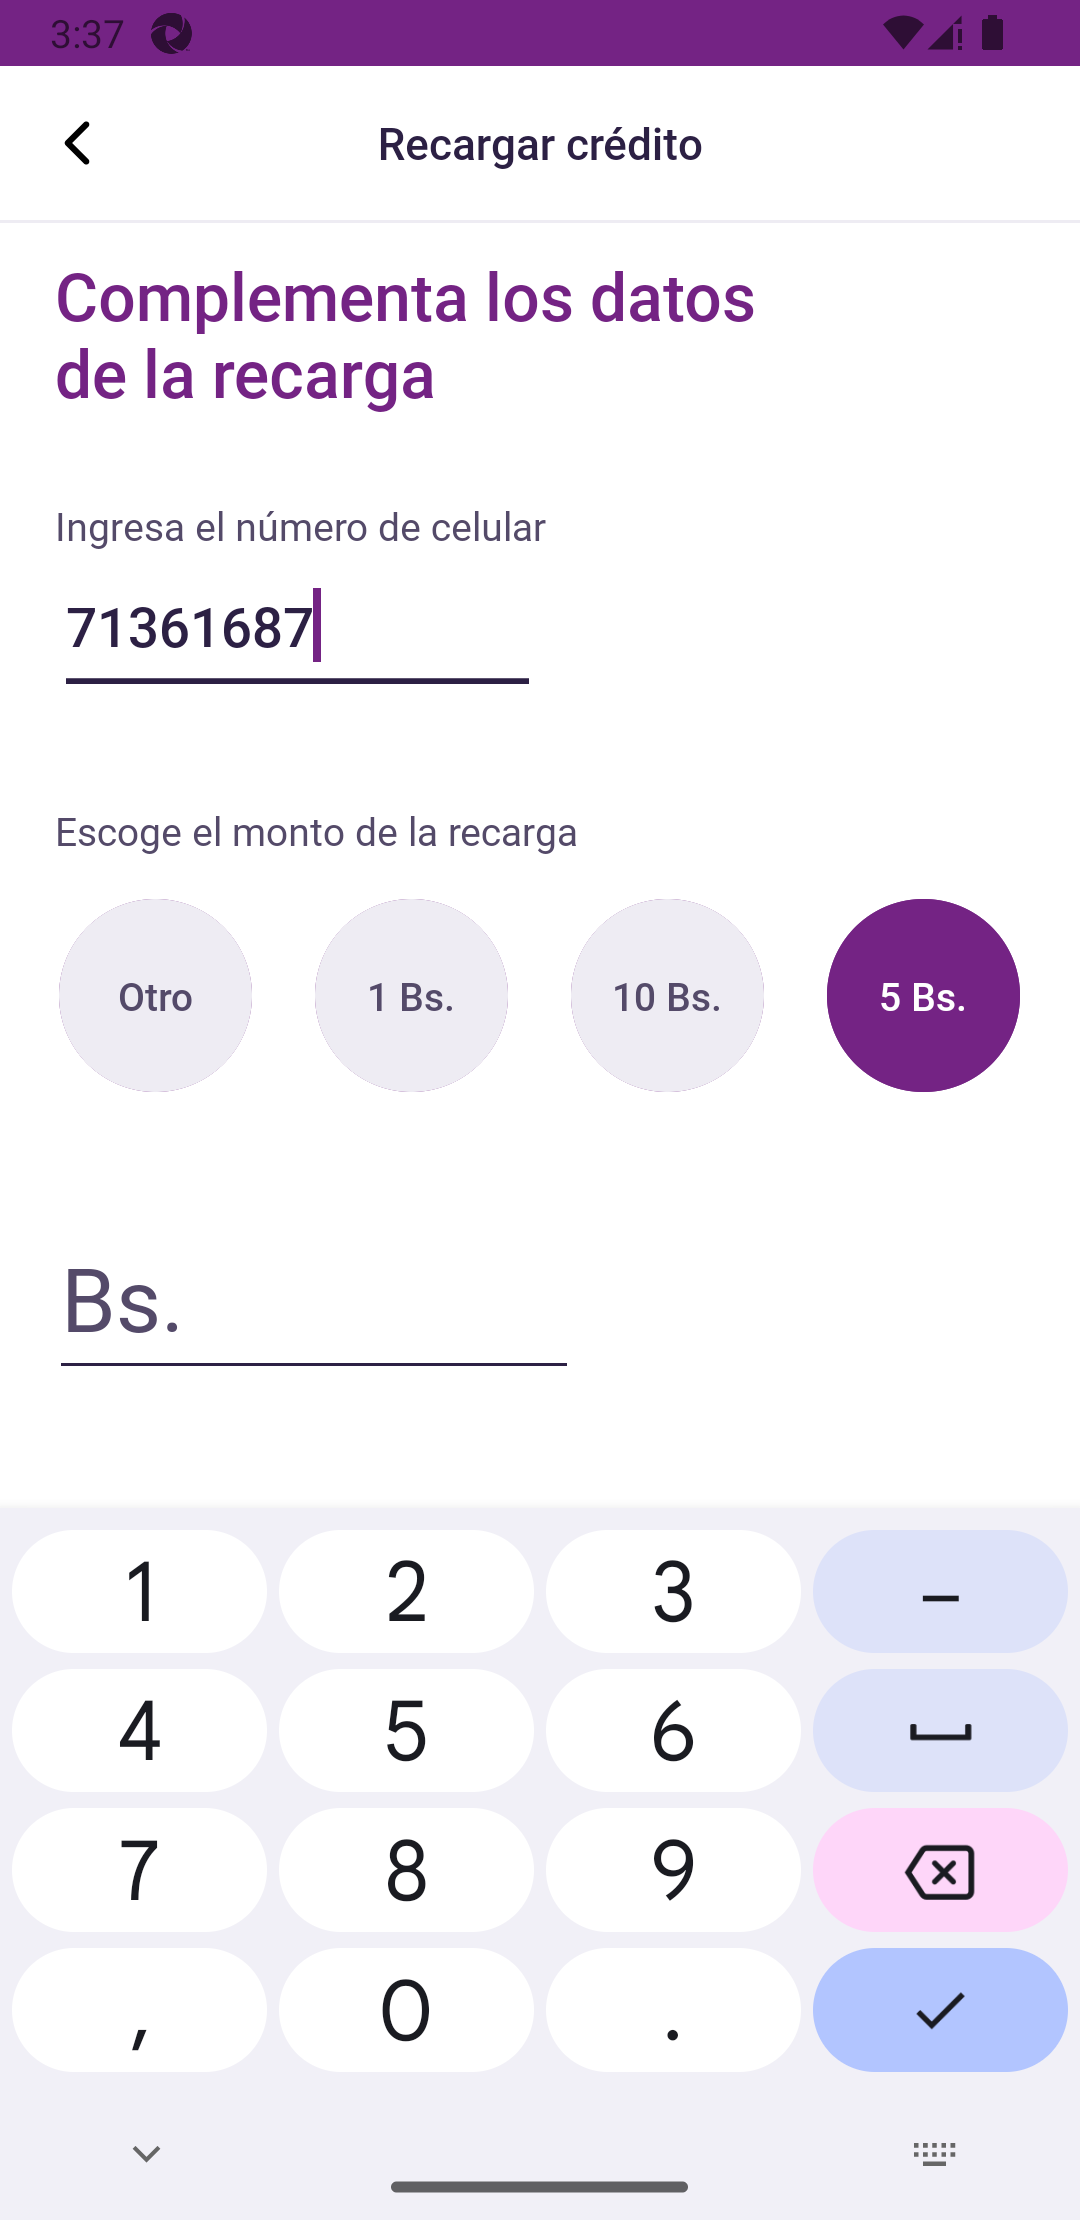 3:37
Recargar crédito
Complementa los datos
de la recarga
Ingresa el número de celular
71361687
Escoge el monto de la recarga
Otro
1 Bs.
10 Bs.
5 Bs.
Bs.
1 2 3 –
4 5 6
7 8 9
, 0 .